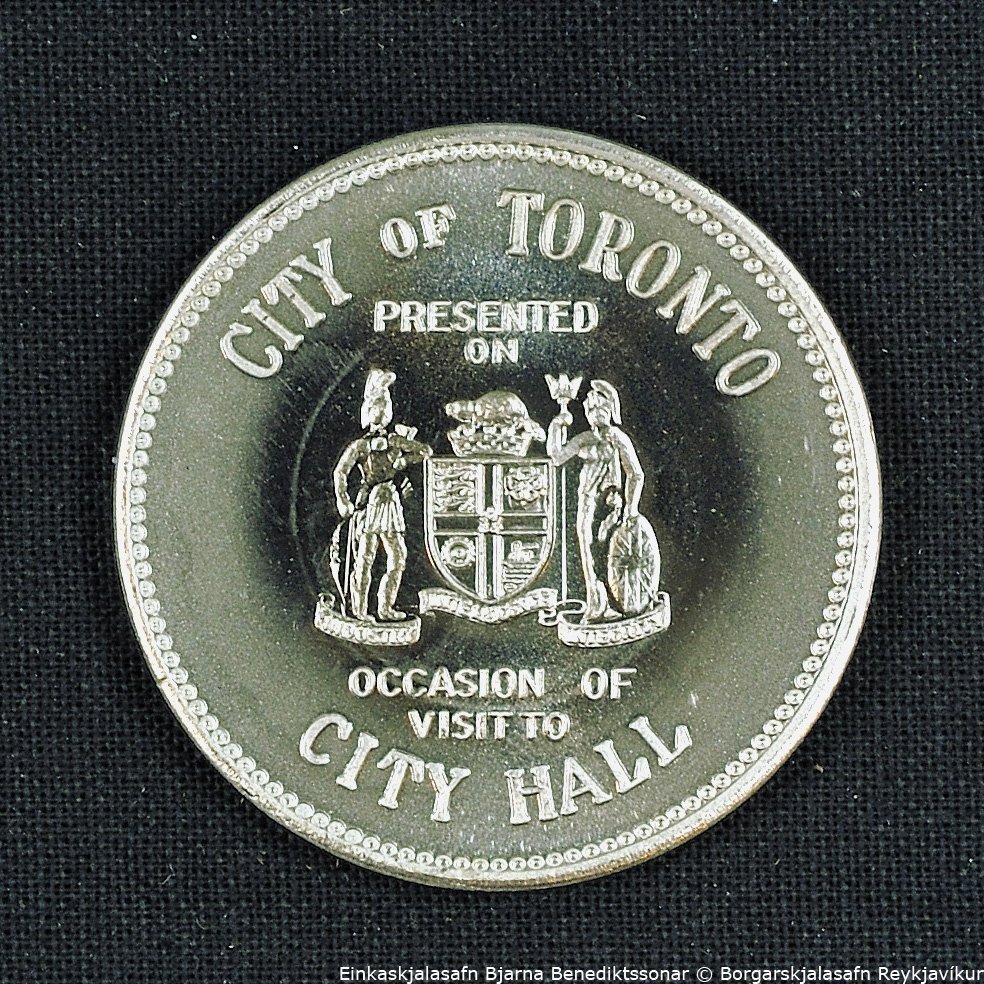 CITY OF TORONTO
PRESENTED
ON
OCCASION OF
VISIT TO
CITY HALL
Einkaskjalasafn Bjarna Benediktssonar © Borgarskjalasafn Reykjavíkur